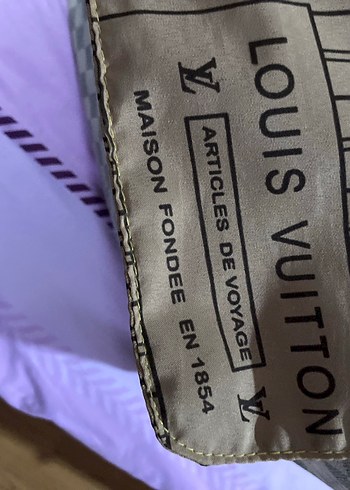 LOUIS VUITTON
LV ARTICLES DE VOYAGE LV
MAISON FONDEE EN 1854